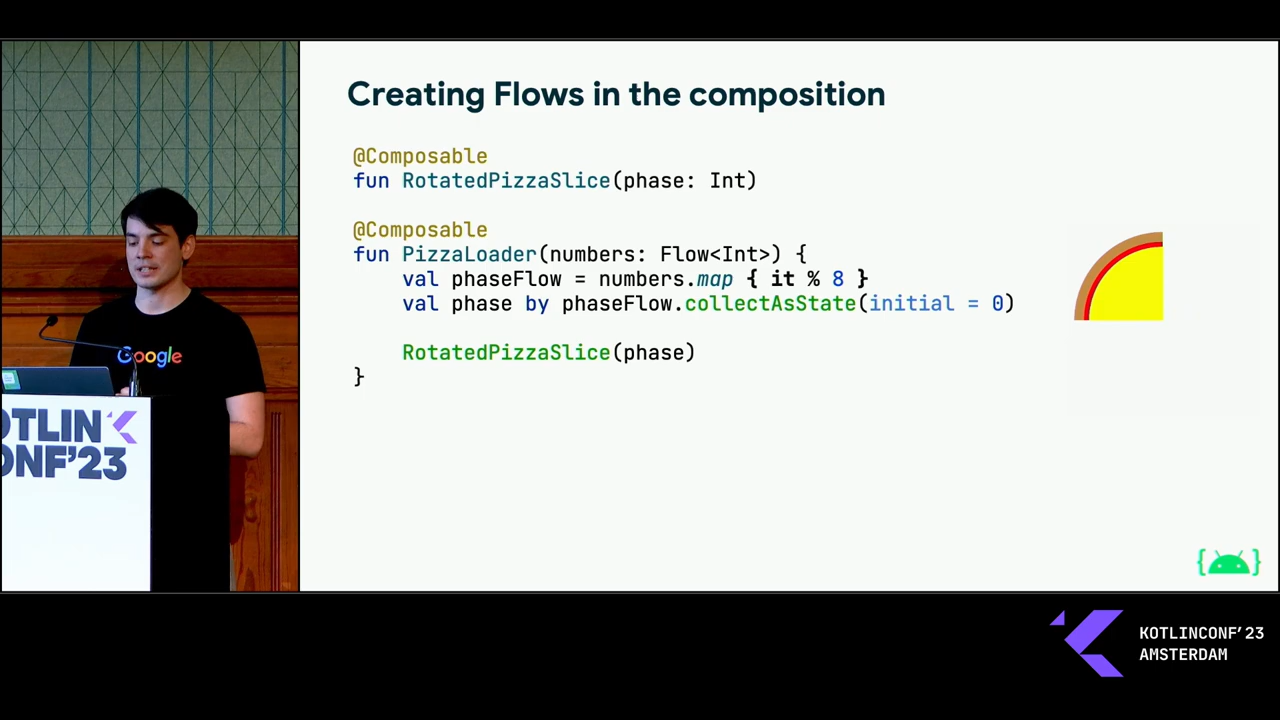 Creating Flows in the composition
@Composable
fun RotatedPizzaSlice(phase: Int)
@Composable
fun PizzaLoader(numbers: Flow<Int>) {
    val phaseFlow = numbers.map { it % 8 }
    val phase by phaseFlow.collectAsState(initial = 0)
    RotatedPizzaSlice(phase)
}
Google
OTLIN
ONF'23
{ }
KOTLINCONF'23
AMSTERDAM